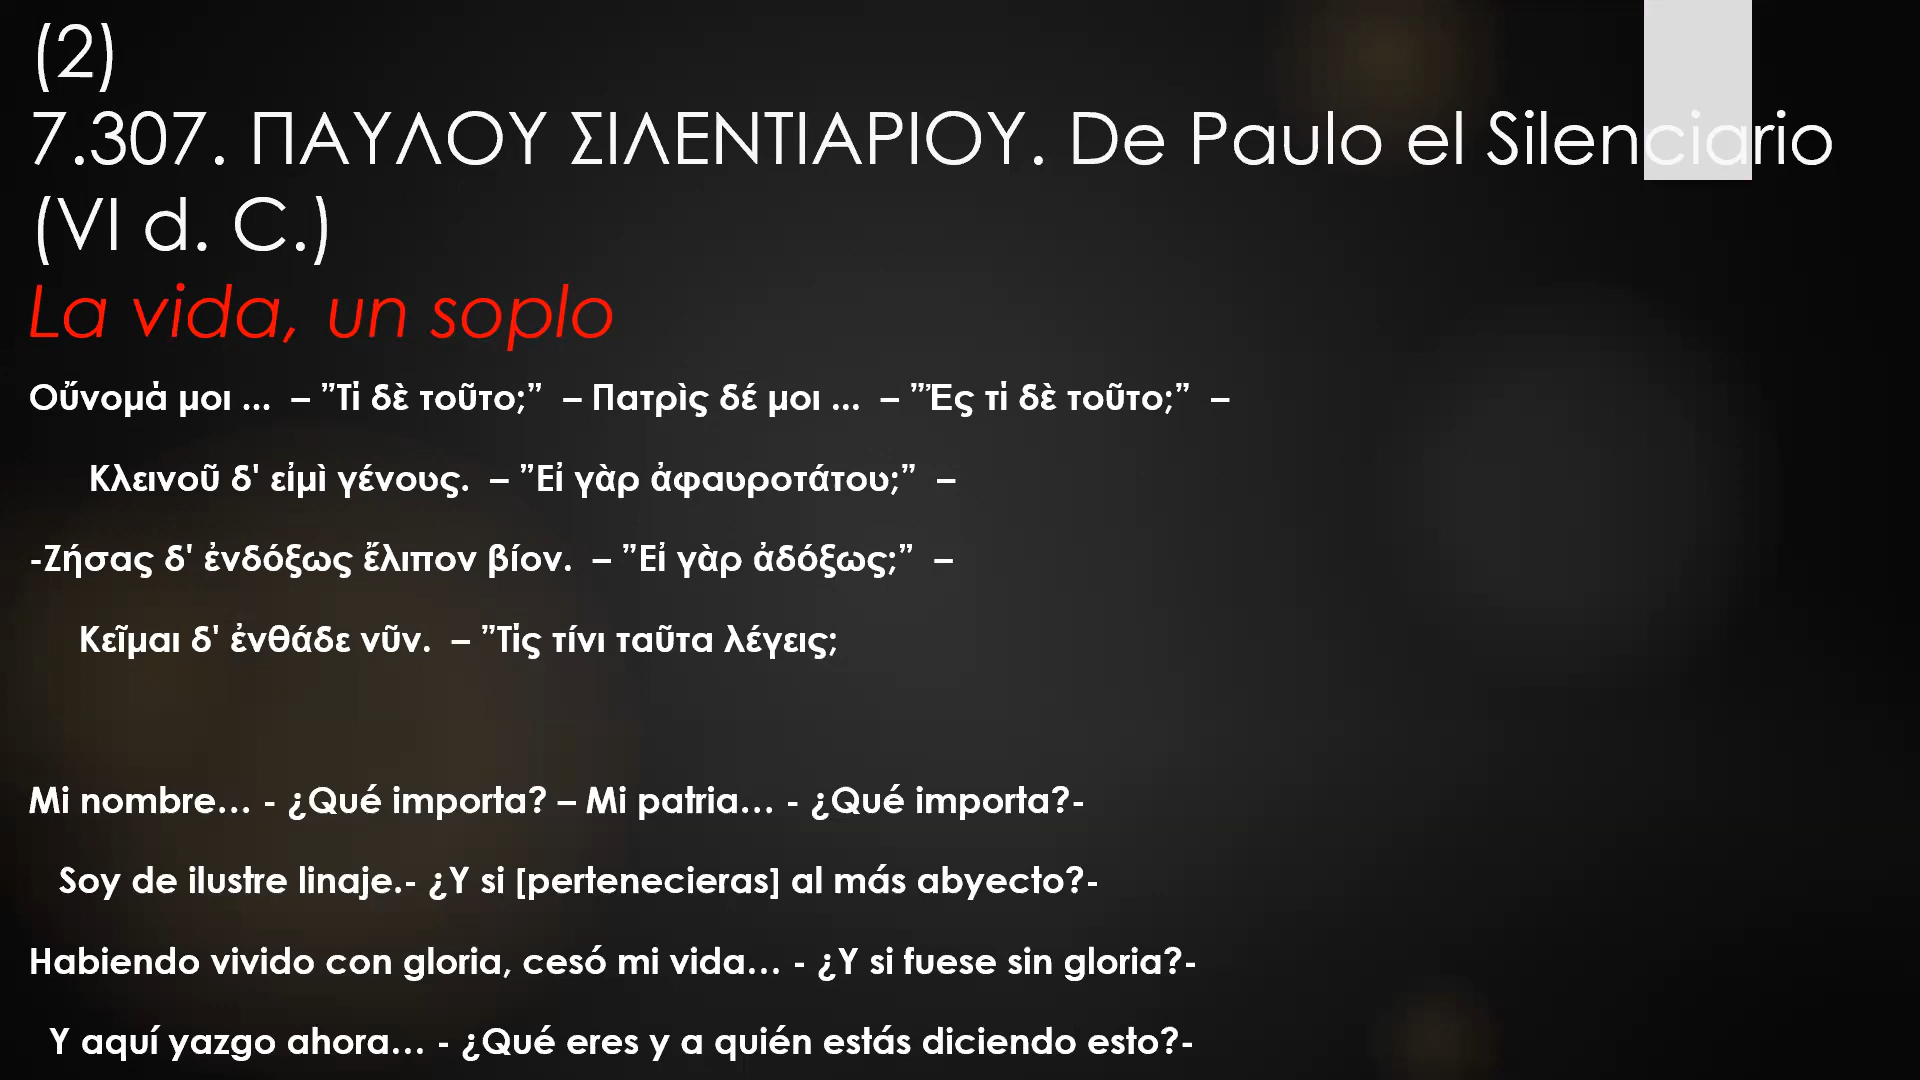 (2)
7.307. ΠΑΥΛΟΥ ΣΙΛΕΝΤΙΑΡΙΟΥ. De Paulo el Silenciario
(VI d. C.)
La vida, un soplo
Οὔνομά μοι ... – ”Τί δὲ τοῦτο;” – Πατρὶς δέ μοι ... – ”Ἐς τί δὲ τοῦτο;” –
Κλεινοῦ δ' εἰμὶ γένους. – ”Εἰ γὰρ ἀφαυροτάτου;” –
-Ζήσας δ' ἐνδόξως ἔλιπον βίον. – ”Εἰ γὰρ ἀδόξως;” –
Κεῖμαι δ' ἐνθάδε νῦν. – ”Τίς τίνι ταῦτα λέγεις;
Mi nombre… - ¿Qué importa? – Mi patria… - ¿Qué importa?-
Soy de ilustre linaje.- ¿Y si [pertenecieras] al más abyecto?-
Habiendo vivido con gloria, cesó mi vida… - ¿Y si fuese sin gloria?-
Y aquí yazgo ahora… - ¿Qué eres y a quién estás diciendo esto?-